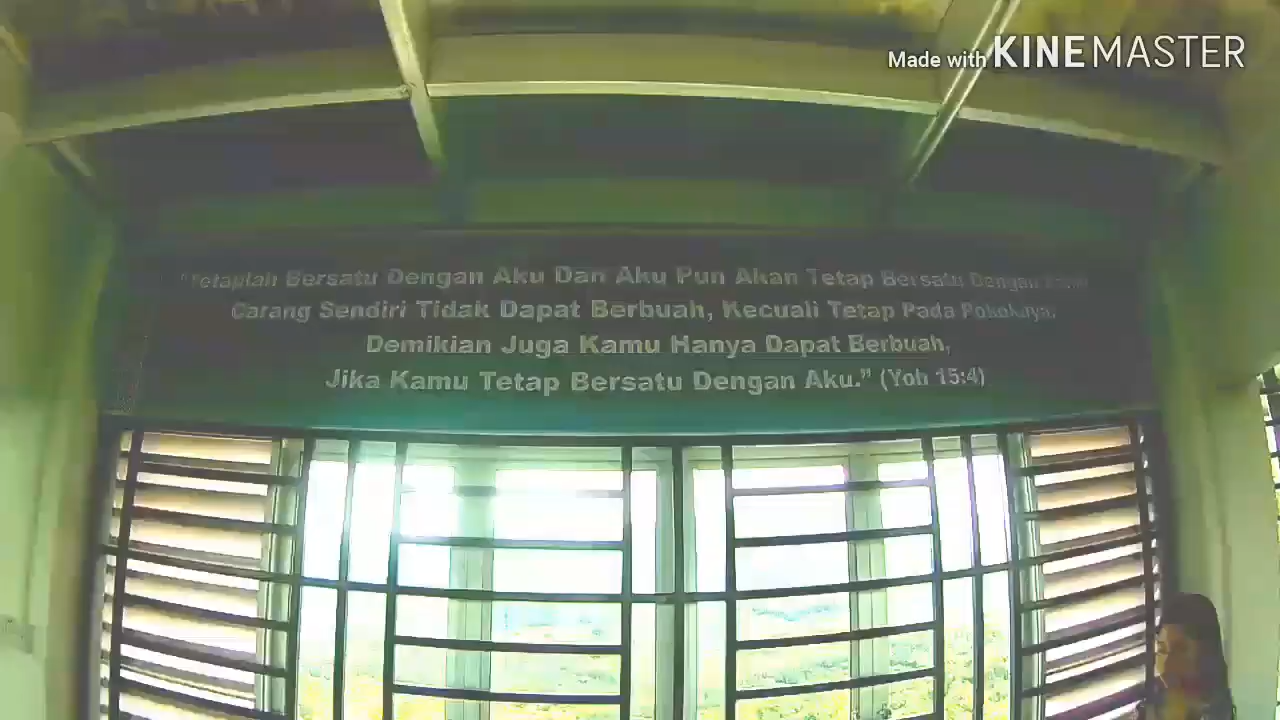 Made with KINEMASTER
"Tetaplah Bersatu Dengan Aku Dan Aku Pun Akan Tetap Bersatu Dengan
Carang Sendiri Tidak Dapat Berbuah, Kecuali Tetap Pada Pokoknya.
Demikian Juga Kamu Hanya Dapat Berbuah,
Jika Kamu Tetap Bersatu Dengan Aku." (Yoh 15:4)